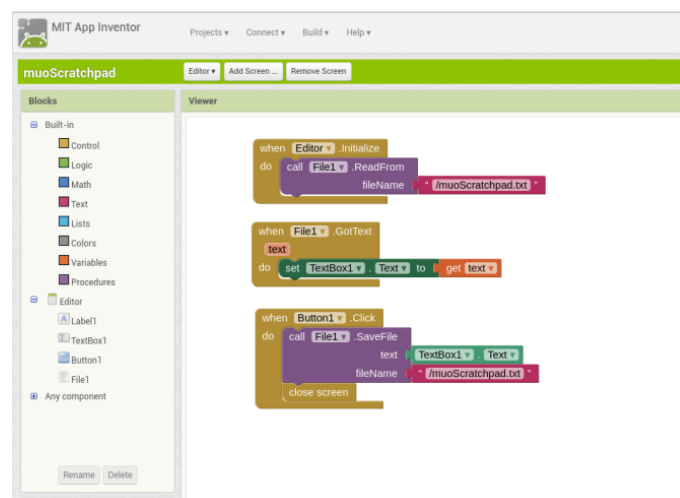 MIT App Inventor
Projects ▾ Connect ▾ Build ▾ Help ▾
muoScratchpad
Editor ▾ Add Screen ... Remove Screen
Blocks
Viewer
Built-in
Control
Logic
Math
Text
Lists
Colors
Variables
Procedures
Editor
Label1
TextBox1
Button1
File1
Any component
Rename Delete
when Editor ▾ .Initialize
do call File1 ▾ .ReadFrom
fileName " /muoScratchpad.txt "
when File1 ▾ .GotText
text
do set TextBox1 ▾ . Text ▾ to get text ▾
when Button1 ▾ .Click
do call File1 ▾ .SaveFile
text TextBox1 ▾ . Text ▾
fileName " /muoScratchpad.txt "
close screen